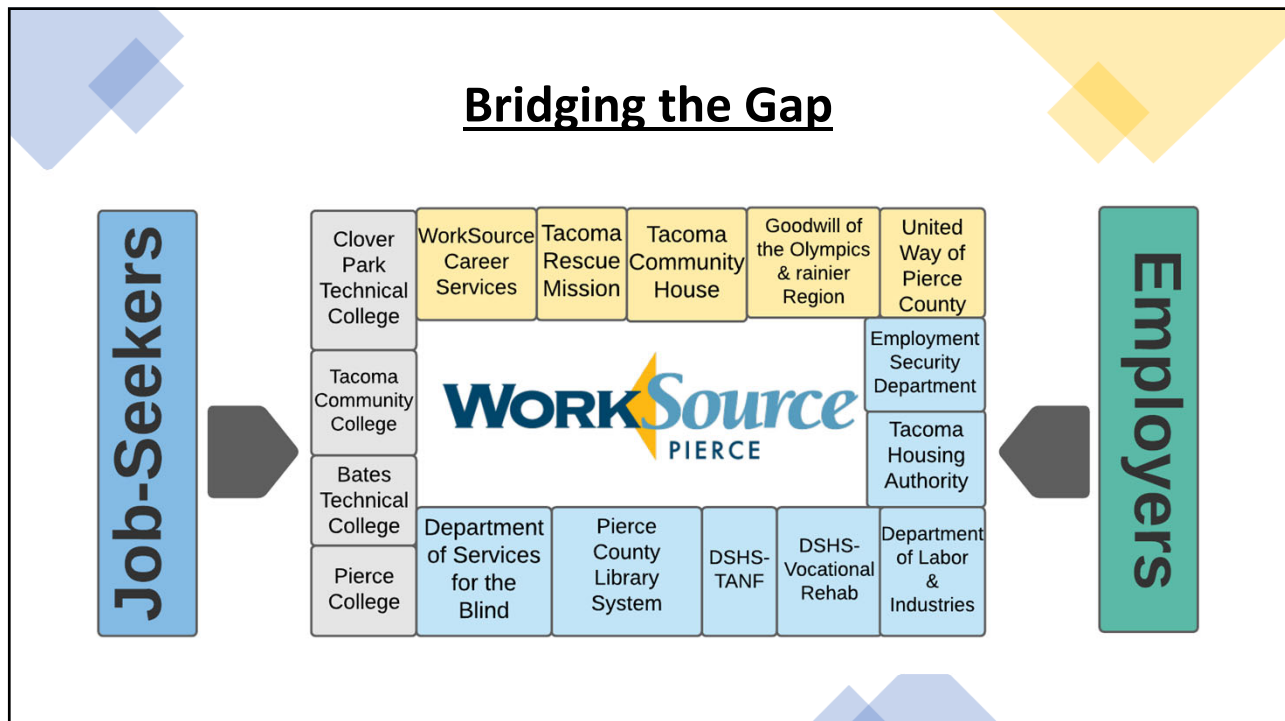 Bridging the Gap
Job-Seekers
Clover
Park
Technical
College
Tacoma
Community
College
Bates
Technical
College
Pierce
College
WorkSource
Career
Services
Tacoma
Rescue
Mission
Tacoma
Community
House
Goodwill of
the Olympics
& rainier
Region
United
Way of
Pierce
County
Employment
Security
Department
Tacoma
Housing
Authority
WORKSource
PIERCE
Department
of Services
for the
Blind
Pierce
County
Library
System
DSHS-
TANF
DSHS-
Vocational
Rehab
Department
of Labor
&
Industries
Employers